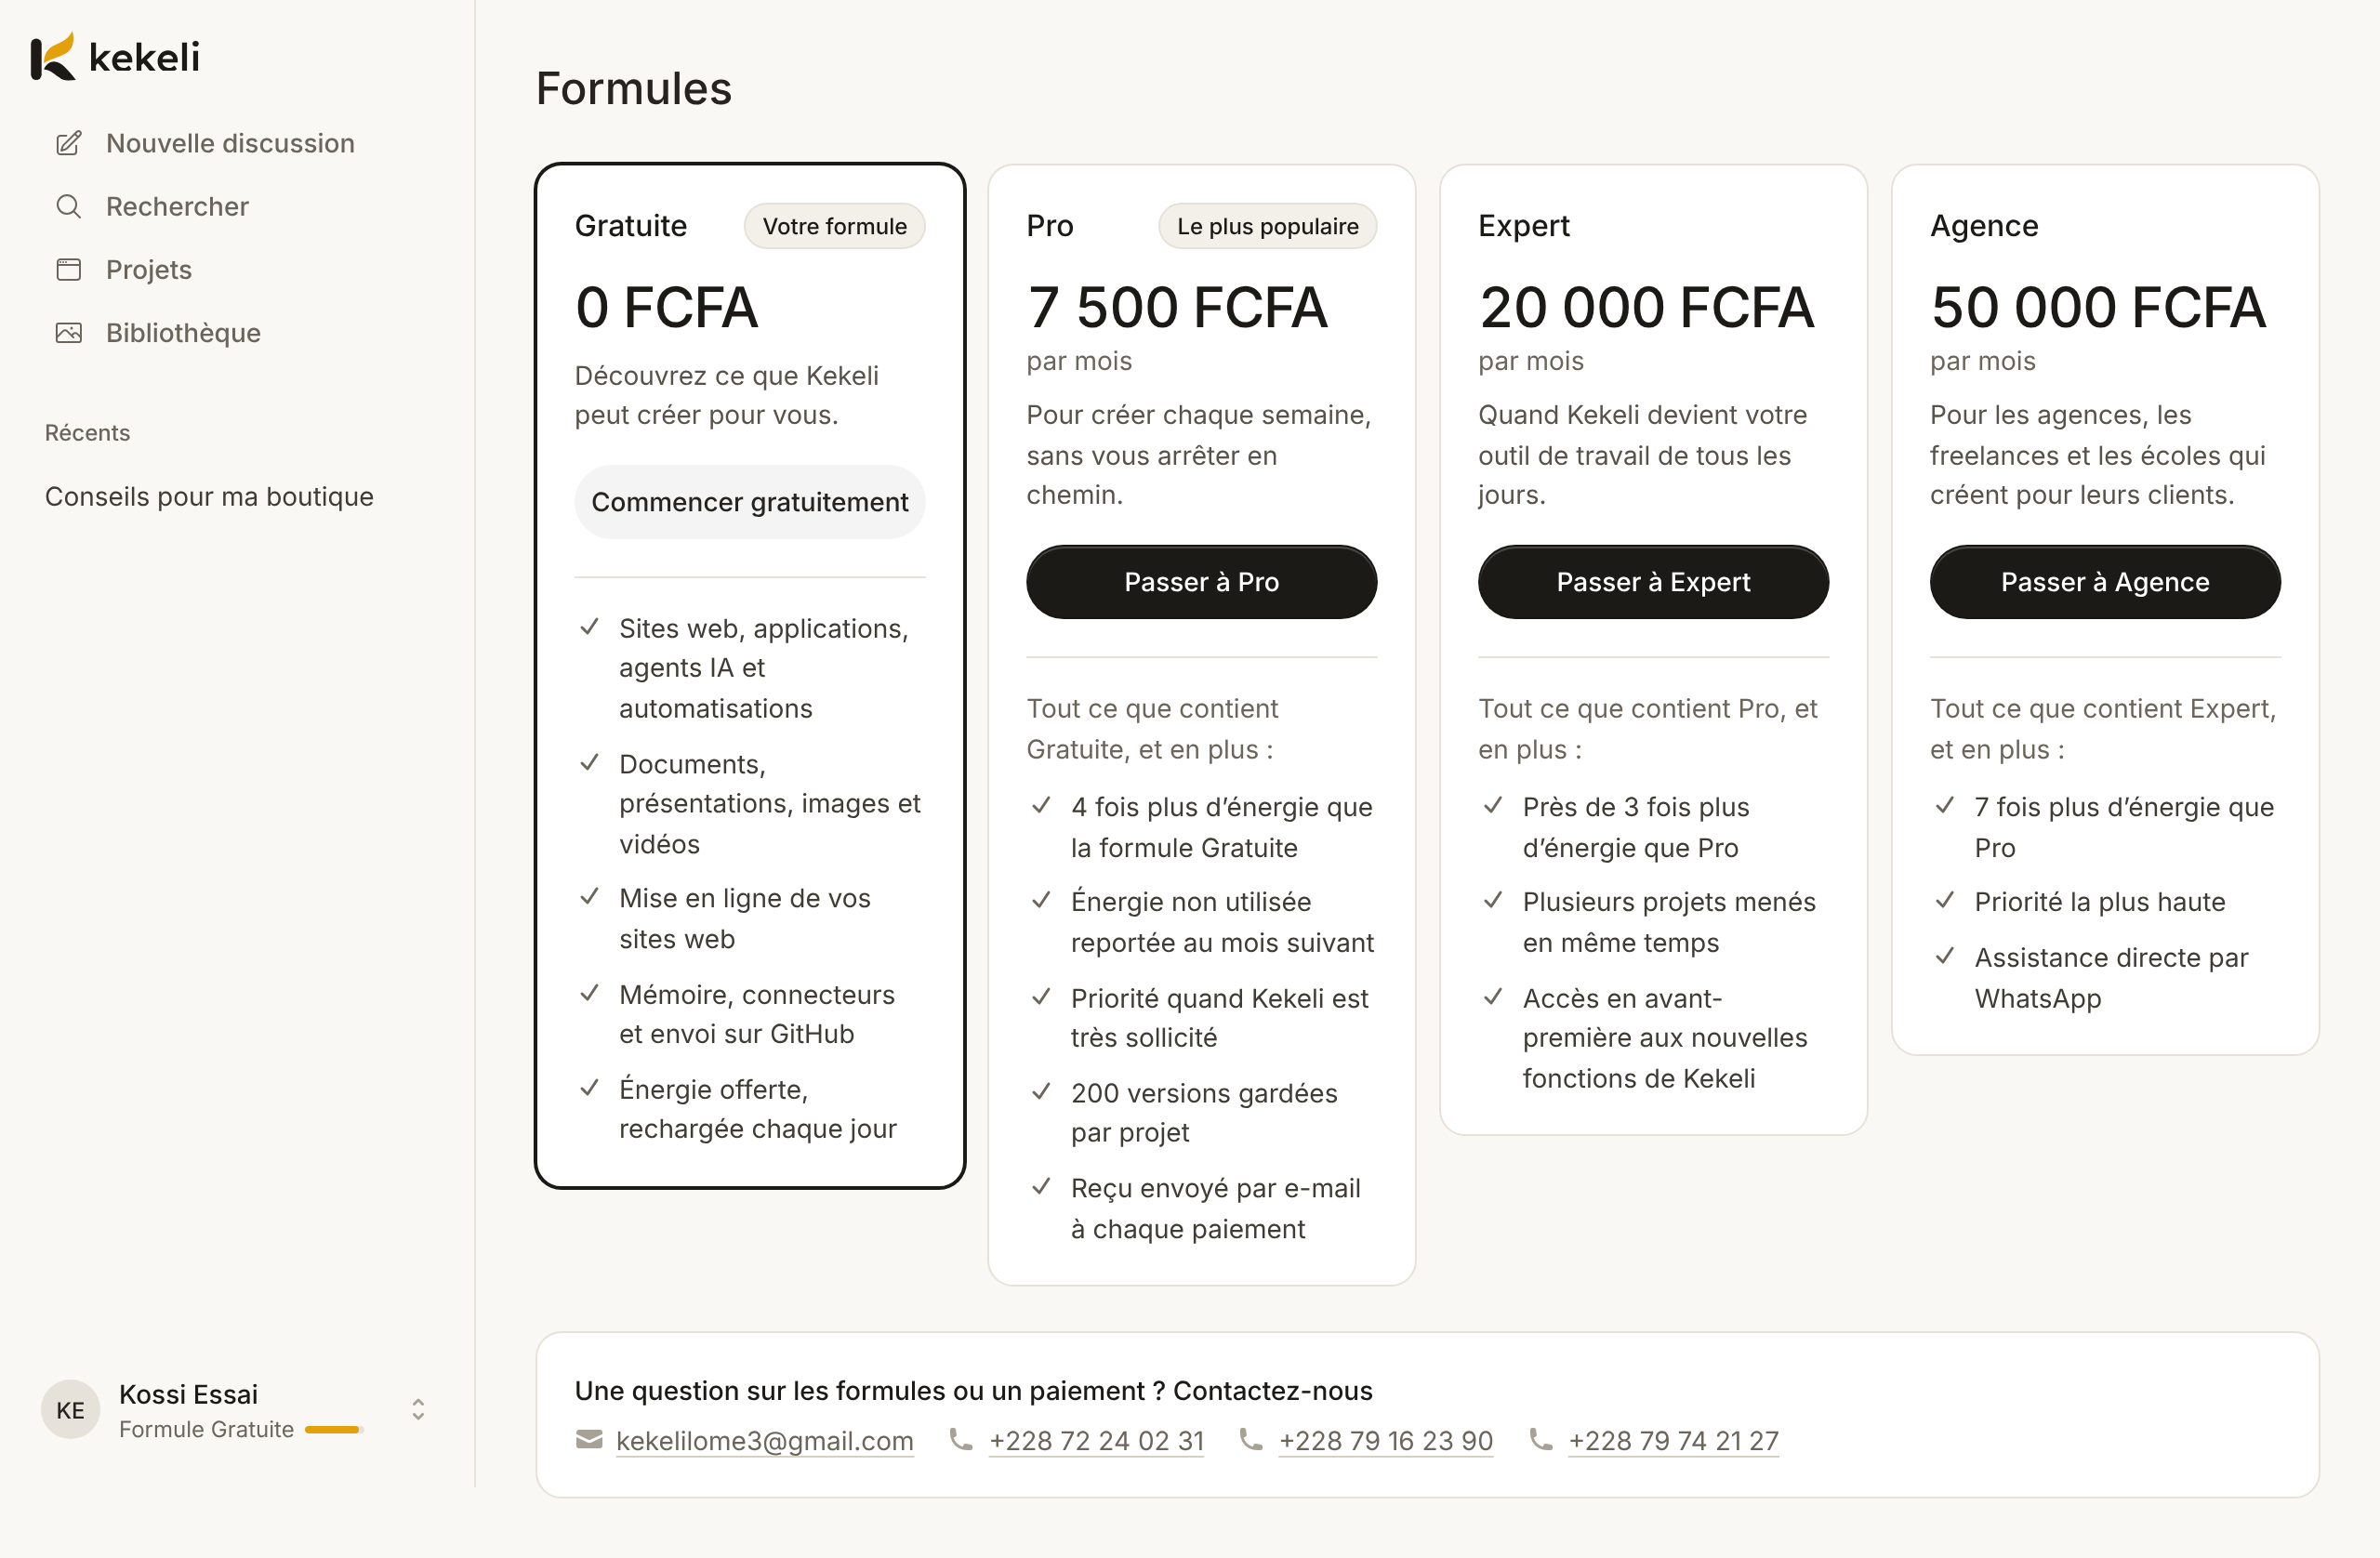 kekeli
Nouvelle discussion
Rechercher
Projets
Bibliothèque
Récents
Conseils pour ma boutique
KE
Kossi Essai
Formule Gratuite
Formules
Gratuite
Votre formule
0 FCFA
Découvrez ce que Kekeli
peut créer pour vous.
Commencer gratuitement
Sites web, applications,
agents IA et
automatisations
Documents,
présentations, images et
vidéos
Mise en ligne de vos
sites web
Mémoire, connecteurs
et envoi sur GitHub
Énergie offerte,
rechargée chaque jour
Pro
Le plus populaire
7 500 FCFA
par mois
Pour créer chaque semaine,
sans vous arrêter en
chemin.
Passer à Pro
Tout ce que contient
Gratuite, et en plus :
4 fois plus d’énergie que
la formule Gratuite
Énergie non utilisée
reportée au mois suivant
Priorité quand Kekeli est
très sollicité
200 versions gardées
par projet
Reçu envoyé par e-mail
à chaque paiement
Expert
20 000 FCFA
par mois
Quand Kekeli devient votre
outil de travail de tous les
jours.
Passer à Expert
Tout ce que contient Pro, et
en plus :
Près de 3 fois plus
d’énergie que Pro
Plusieurs projets menés
en même temps
Accès en avant-
première aux nouvelles
fonctions de Kekeli
Agence
50 000 FCFA
par mois
Pour les agences, les
freelances et les écoles qui
créent pour leurs clients.
Passer à Agence
Tout ce que contient Expert,
et en plus :
7 fois plus d’énergie que
Pro
Priorité la plus haute
Assistance directe par
WhatsApp
Une question sur les formules ou un paiement ? Contactez-nous
kekelilome3@gmail.com +228 72 24 02 31 +228 79 16 23 90 +228 79 74 21 27